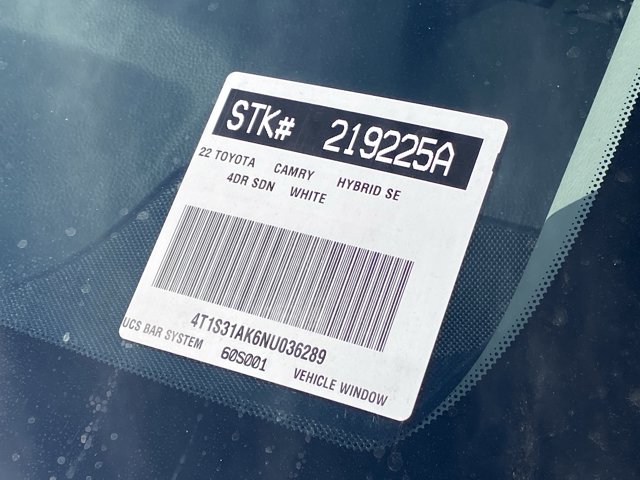 STK# 219225A
22 TOYOTA CAMRY HYBRID SE
4DR SDN WHITE
4T1S31AK6NU036289
UCS BAR SYSTEM 60S001 VEHICLE WINDOW